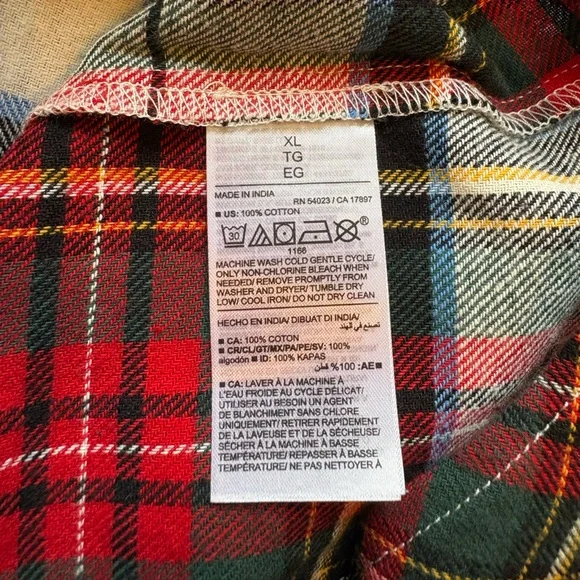 XL
TG
EG
MADE IN INDIA RN 54023 / CA 17897
■ US: 100% COTTON
30 ®
1166
MACHINE WASH COLD GENTLE CYCLE/
ONLY NON-CHLORINE BLEACH WHEN
NEEDED/ REMOVE PROMPTLY FROM
WASHER AND DRYER/ TUMBLE DRY
LOW/ COOL IRON/ DO NOT DRY CLEAN
HECHO EN INDIA/ DIBUAT DI INDIA/
تصنع في الهند
■ CA: 100% COTON
■ CR/CL/GT/MX/PA/PE/SV: 100%
algodón ■ ID: 100% KAPAS
■ AE: 100% قطن
■ CA: LAVER À LA MACHINE À
L'EAU FROIDE AU CYCLE DÉLICAT/
UTILISER AU BESOIN UN AGENT
DE BLANCHIMENT SANS CHLORE
UNIQUEMENT/ RETIRER RAPIDEMENT
DE LA LAVEUSE ET DE LA SÉCHEUSE/
SÉCHER À LA MACHINE À BASSE
TEMPÉRATURE/ REPASSER À BASSE
TEMPÉRATURE/ NE PAS NETTOYER À